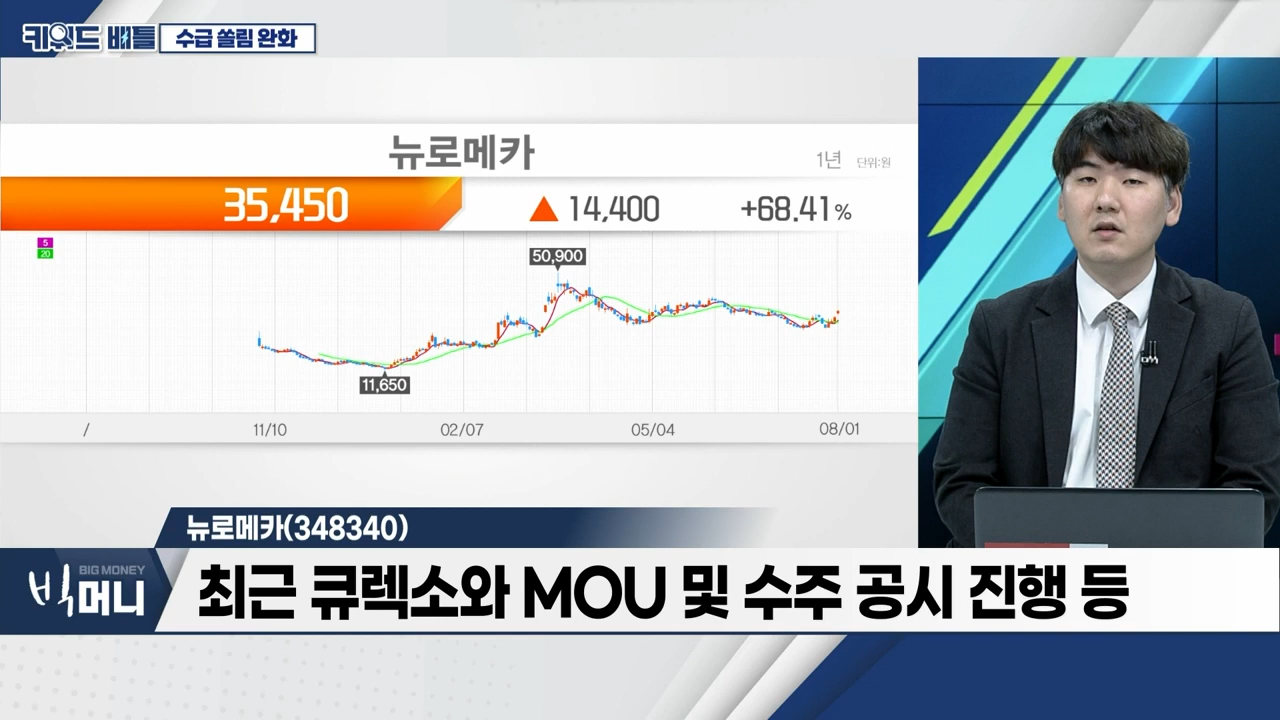 키워드 배틀 수급 쏠림 완화
뉴로메카
1년 단위:원
35,450 ▲ 14,400 +68.41%
5
20
50,900
11,650
/ 11/10 02/07 05/04 08/01
뉴로메카(348340)
BIG MONEY
빅머니
최근 큐렉소와 MOU 및 수주 공시 진행 등